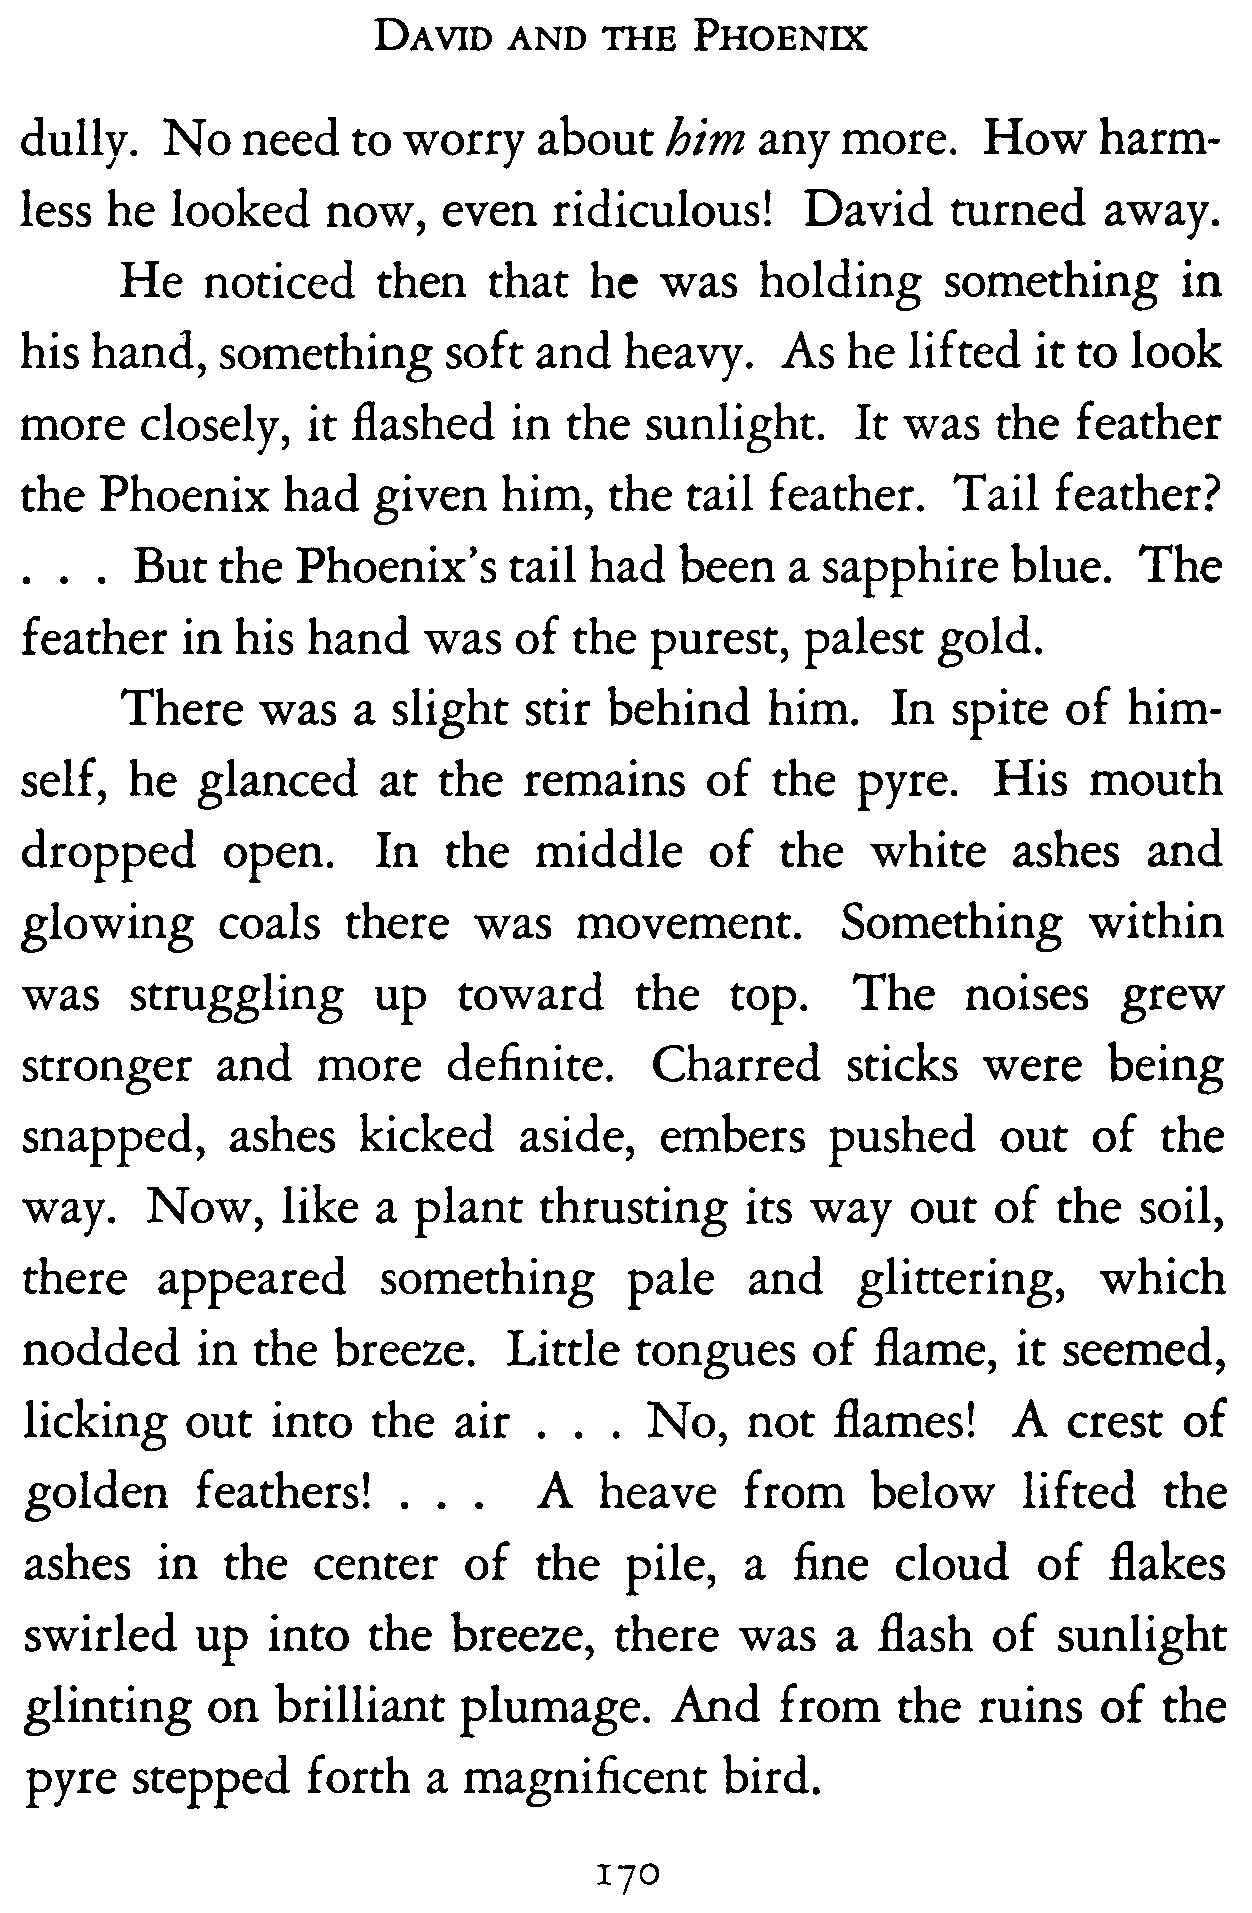 DAVID AND THE PHOENIX
dully. No need to worry about him any more. How harm-
less he looked now, even ridiculous! David turned away.
He noticed then that he was holding something in
his hand, something soft and heavy. As he lifted it to look
more closely, it flashed in the sunlight. It was the feather
the Phoenix had given him, the tail feather. Tail feather?
. . . But the Phoenix's tail had been a sapphire blue. The
feather in his hand was of the purest, palest gold.
There was a slight stir behind him. In spite of him-
self, he glanced at the remains of the pyre. His mouth
dropped open. In the middle of the white ashes and
glowing coals there was movement. Something within
was struggling up toward the top. The noises grew
stronger and more definite. Charred sticks were being
snapped, ashes kicked aside, embers pushed out of the
way. Now, like a plant thrusting its way out of the soil,
there appeared something pale and glittering, which
nodded in the breeze. Little tongues of flame, it seemed,
licking out into the air . . . No, not flames! A crest of
golden feathers! . . . A heave from below lifted the
ashes in the center of the pile, a fine cloud of flakes
swirled up into the breeze, there was a flash of sunlight
glinting on brilliant plumage. And from the ruins of the
pyre stepped forth a magnificent bird.
170